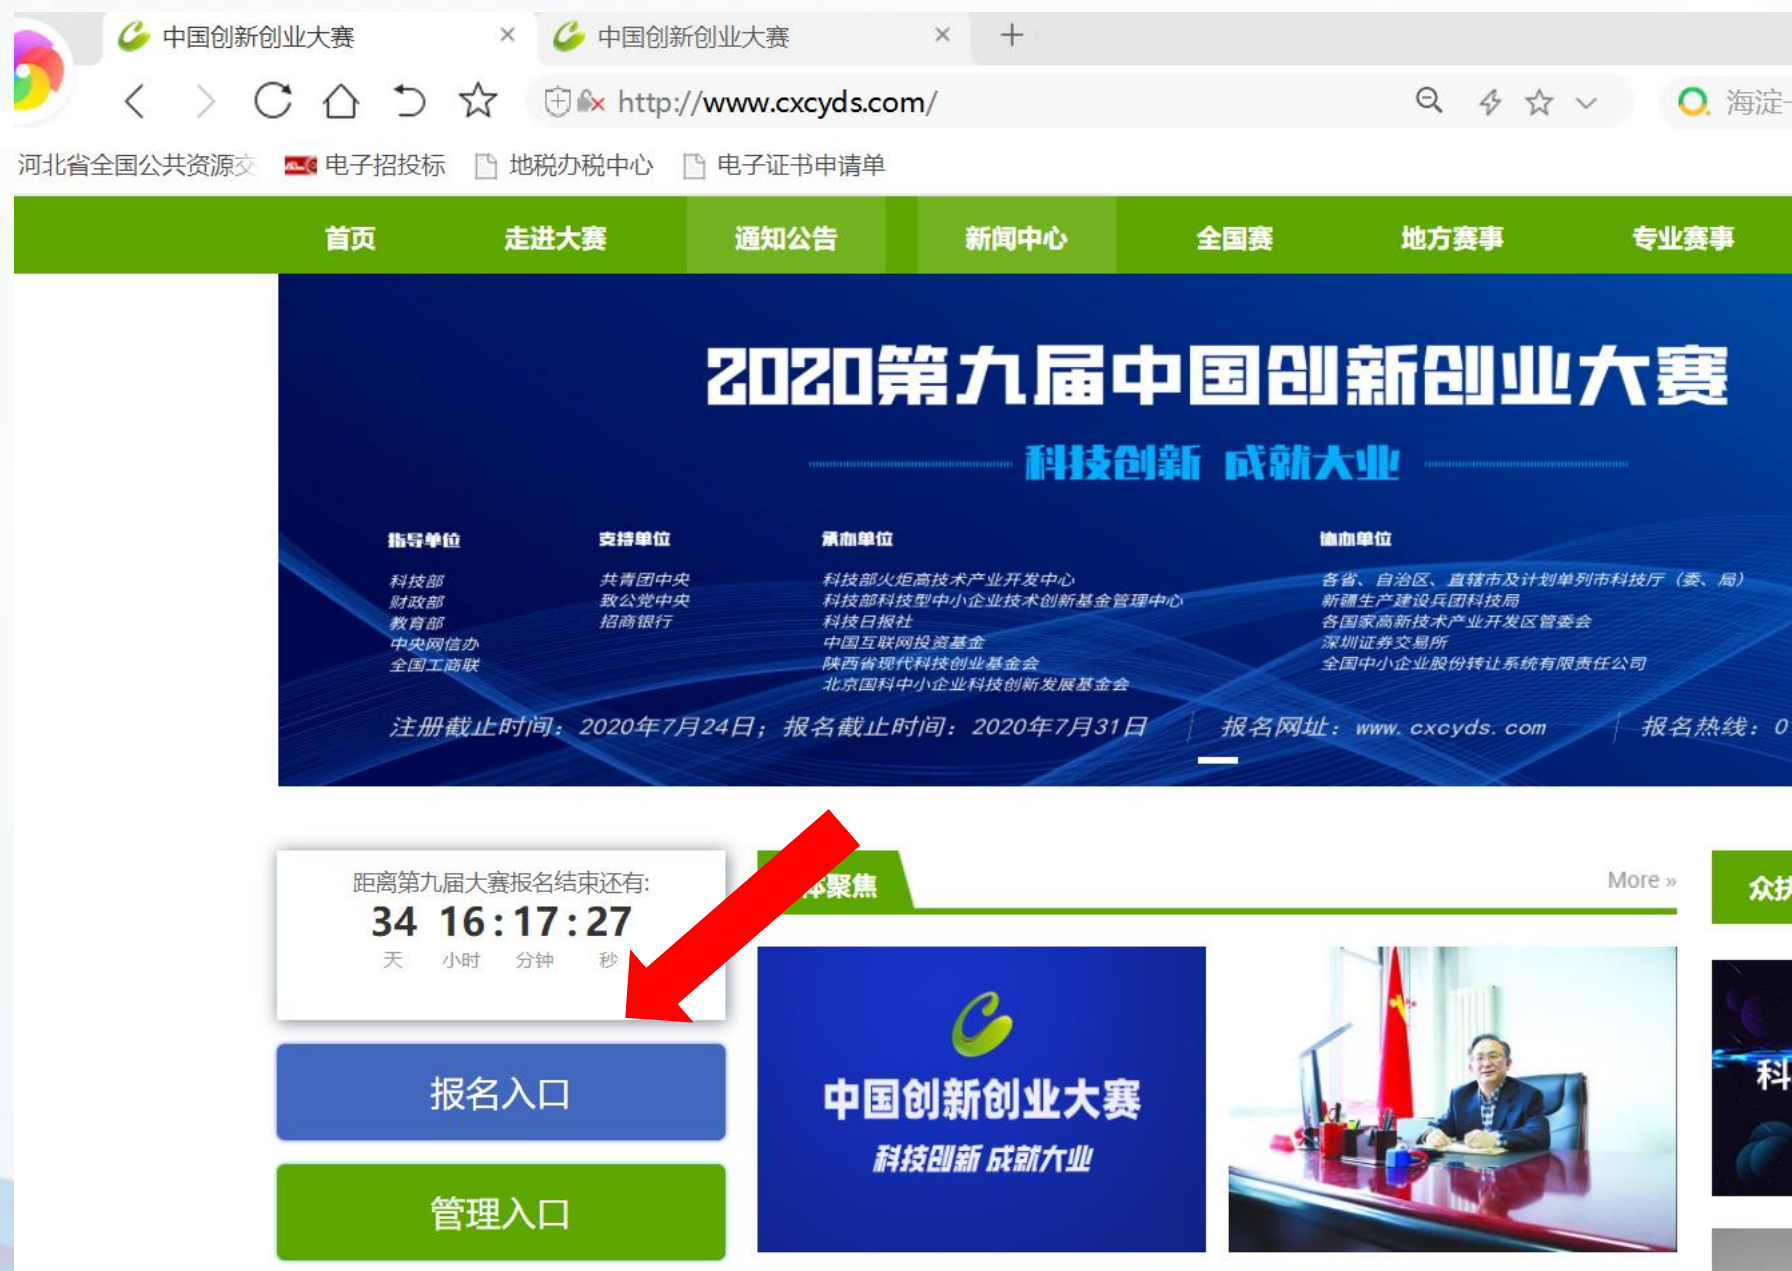 中国创新创业大赛
中国创新创业大赛
http://www.cxcyds.com/
海淀
河北省全国公共资源交
电子招投标
地税办税中心
电子证书申请单
首页
走进大赛
通知公告
新闻中心
全国赛
地方赛事
专业赛事
2020第九届中国创新创业大赛
科技创新 成就大业
指导单位
科技部
财政部
教育部
中央网信办
全国工商联
支持单位
共青团中央
致公党中央
招商银行
承办单位
科技部火炬高技术产业开发中心
科技部科技型中小企业技术创新基金管理中心
科技日报社
中国互联网投资基金
陕西省现代科技创业基金会
北京国科中小企业科技创新发展基金会
协办单位
各省、自治区、直辖市及计划单列市科技厅（委、局）
新疆生产建设兵团科技局
各国家高新技术产业开发区管委会
深圳证券交易所
全国中小企业股份转让系统有限责任公司
注册截止时间：2020年7月24日；报名截止时间：2020年7月31日
报名网址：www.cxcyds.com
报名热线：0
距离第九届大赛报名结束还有:
34 16:17:27
天 小时 分钟 秒
报名入口
管理入口
体聚焦
More »
众扶
中国创新创业大赛
科技创新 成就大业
科